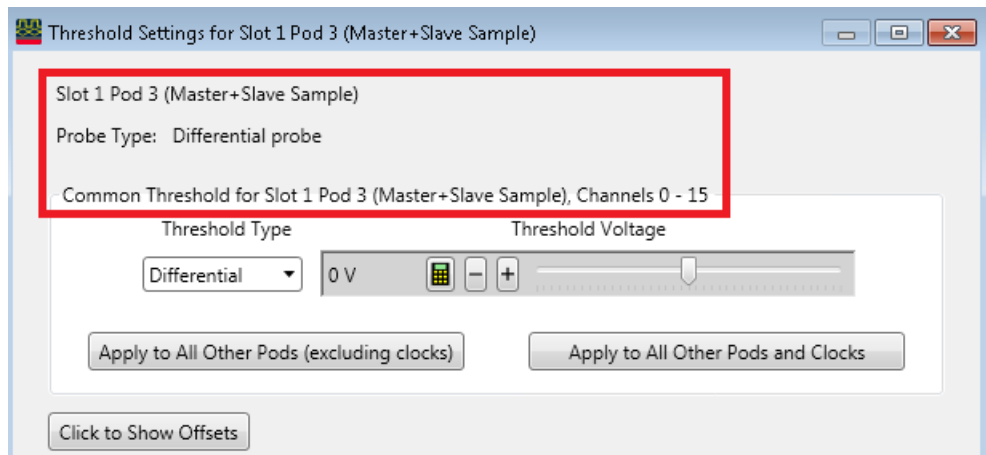 Threshold Settings for Slot 1 Pod 3 (Master+Slave Sample)
Slot 1 Pod 3 (Master+Slave Sample)
Probe Type: Differential probe
Common Threshold for Slot 1 Pod 3 (Master+Slave Sample), Channels 0 - 15
Threshold Type Threshold Voltage
Differential 0 V − +
Apply to All Other Pods (excluding clocks) Apply to All Other Pods and Clocks
Click to Show Offsets